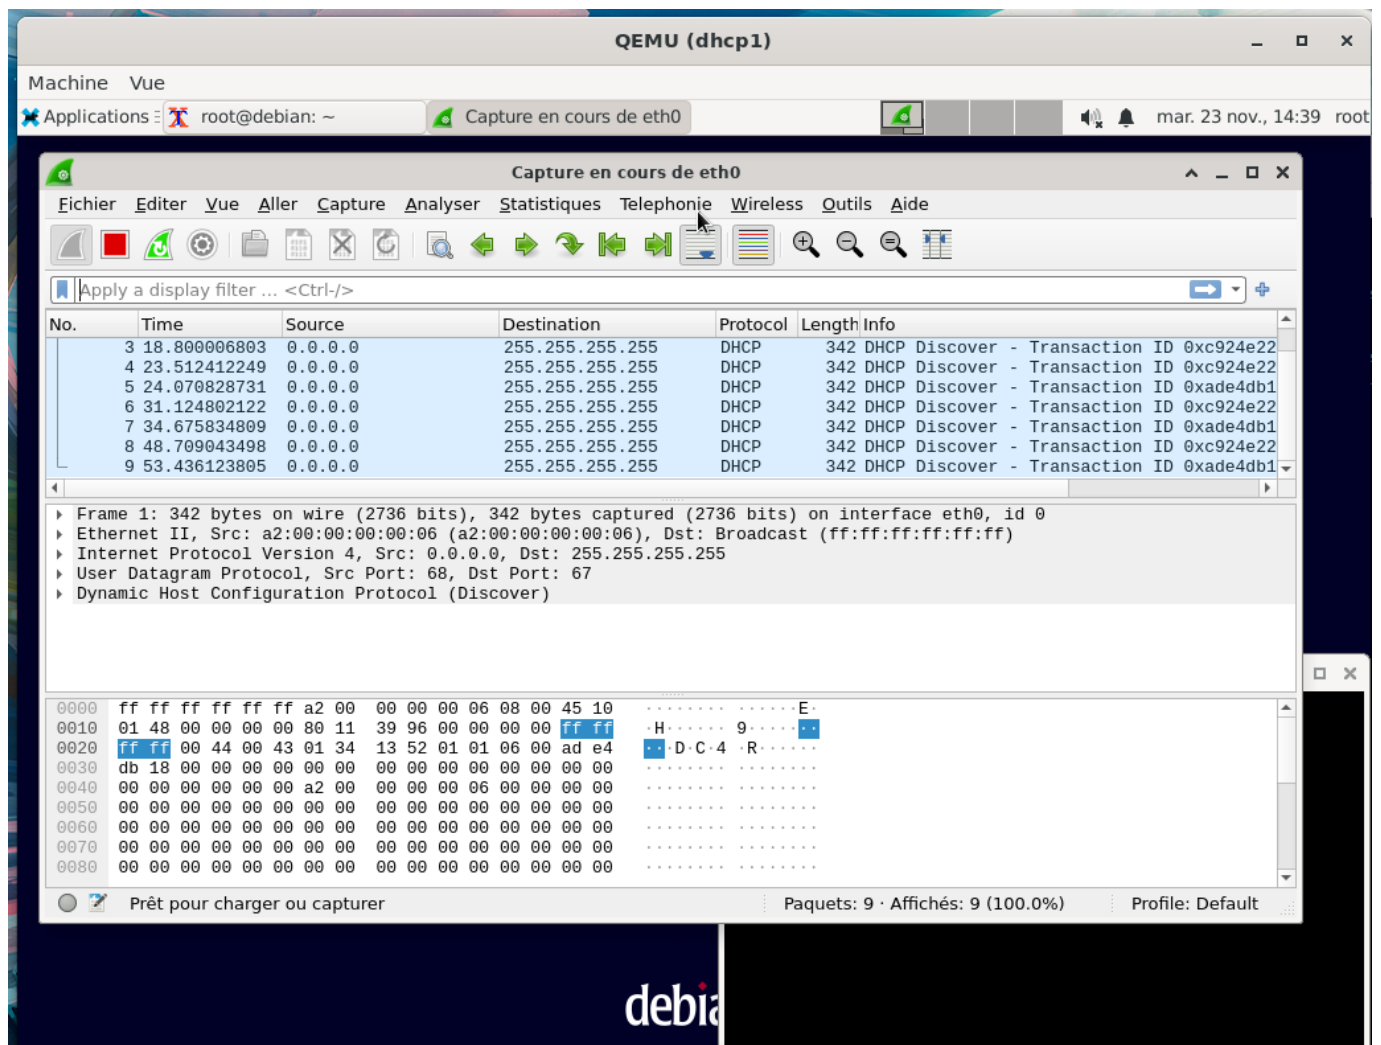 QEMU (dhcp1)
Machine Vue
Applications root@debian: ~ Capture en cours de eth0 mar. 23 nov., 14:39 root
Capture en cours de eth0
Fichier Editer Vue Aller Capture Analyser Statistiques Telephonie Wireless Outils Aide
Apply a display filter ... <Ctrl-/>
No. Time Source Destination Protocol Length Info
3 18.800006803 0.0.0.0 255.255.255.255 DHCP 342 DHCP Discover - Transaction ID 0xc924e22
4 23.512412249 0.0.0.0 255.255.255.255 DHCP 342 DHCP Discover - Transaction ID 0xc924e22
5 24.070828731 0.0.0.0 255.255.255.255 DHCP 342 DHCP Discover - Transaction ID 0xade4db1
6 31.124802122 0.0.0.0 255.255.255.255 DHCP 342 DHCP Discover - Transaction ID 0xc924e22
7 34.675834809 0.0.0.0 255.255.255.255 DHCP 342 DHCP Discover - Transaction ID 0xade4db1
8 48.709043498 0.0.0.0 255.255.255.255 DHCP 342 DHCP Discover - Transaction ID 0xc924e22
9 53.436123805 0.0.0.0 255.255.255.255 DHCP 342 DHCP Discover - Transaction ID 0xade4db1
Frame 1: 342 bytes on wire (2736 bits), 342 bytes captured (2736 bits) on interface eth0, id 0
Ethernet II, Src: a2:00:00:00:00:06 (a2:00:00:00:00:06), Dst: Broadcast (ff:ff:ff:ff:ff:ff)
Internet Protocol Version 4, Src: 0.0.0.0, Dst: 255.255.255.255
User Datagram Protocol, Src Port: 68, Dst Port: 67
Dynamic Host Configuration Protocol (Discover)
0000 ff ff ff ff ff ff a2 00 00 00 00 06 08 00 45 10 ········ ······E·
0010 01 48 00 00 00 00 80 11 39 96 00 00 00 00 ff ff ·H······ 9·······
0020 ff ff 00 44 00 43 01 34 13 52 01 01 06 00 ad e4 ···D·C·4 ·R······
0030 db 18 00 00 00 00 00 00 00 00 00 00 00 00 00 00 ········ ········
0040 00 00 00 00 00 00 a2 00 00 00 00 06 00 00 00 00 ········ ········
0050 00 00 00 00 00 00 00 00 00 00 00 00 00 00 00 00 ········ ········
0060 00 00 00 00 00 00 00 00 00 00 00 00 00 00 00 00 ········ ········
0070 00 00 00 00 00 00 00 00 00 00 00 00 00 00 00 00 ········ ········
0080 00 00 00 00 00 00 00 00 00 00 00 00 00 00 00 00 ········ ········
Prêt pour charger ou capturer Paquets: 9 · Affichés: 9 (100.0%) Profile: Default
debia